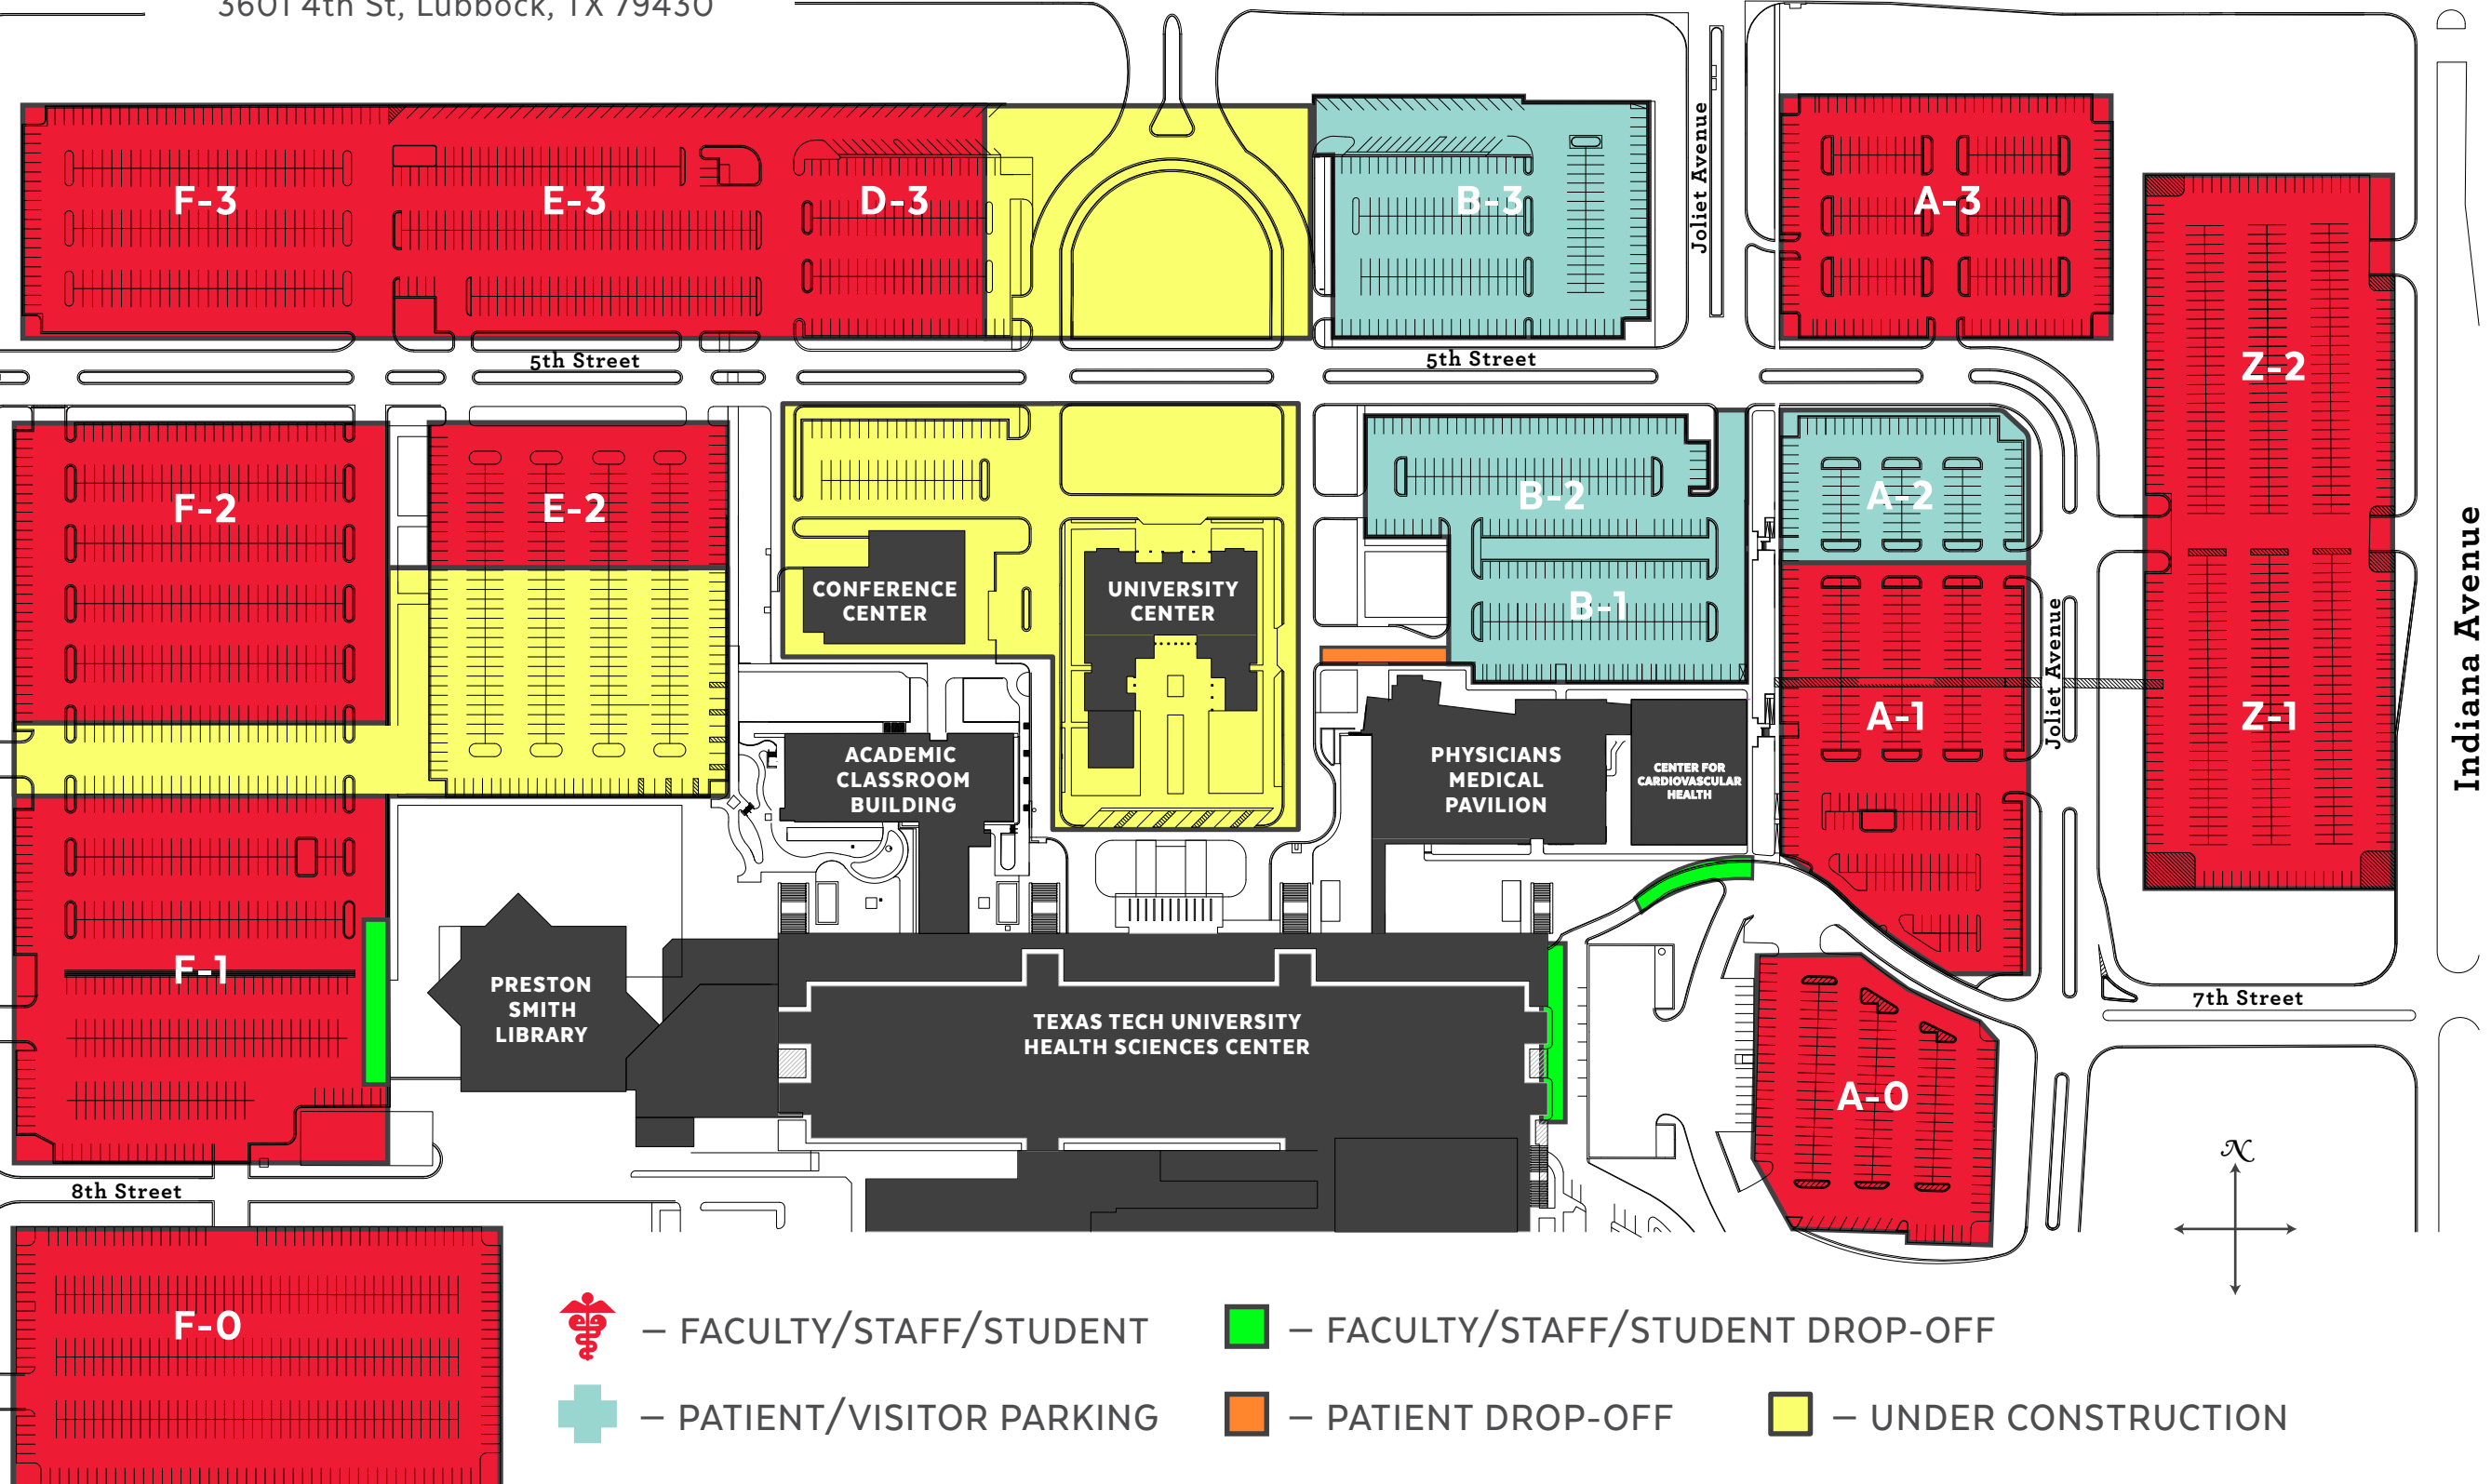 3601 4th St, Lubbock, TX 79430
F-3
E-3
D-3
B-3
Joliet Avenue
A-3
Z-2
5th Street
5th Street
F-2
E-2
B-2
A-2
CONFERENCE
CENTER
UNIVERSITY
CENTER
B-1
Indiana Avenue
Joliet Avenue
A-1
Z-1
ACADEMIC
CLASSROOM
BUILDING
PHYSICIANS
MEDICAL
PAVILION
CENTER FOR
CARDIOVASCULAR
HEALTH
F-1
PRESTON
SMITH
LIBRARY
TEXAS TECH UNIVERSITY
HEALTH SCIENCES CENTER
7th Street
A-0
N
8th Street
F-0
– FACULTY/STAFF/STUDENT
– FACULTY/STAFF/STUDENT DROP-OFF
– PATIENT/VISITOR PARKING
– PATIENT DROP-OFF
– UNDER CONSTRUCTION